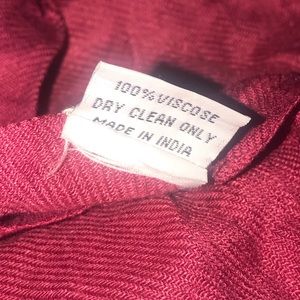 100% VISCOSE
DRY CLEAN ONLY
MADE IN INDIA